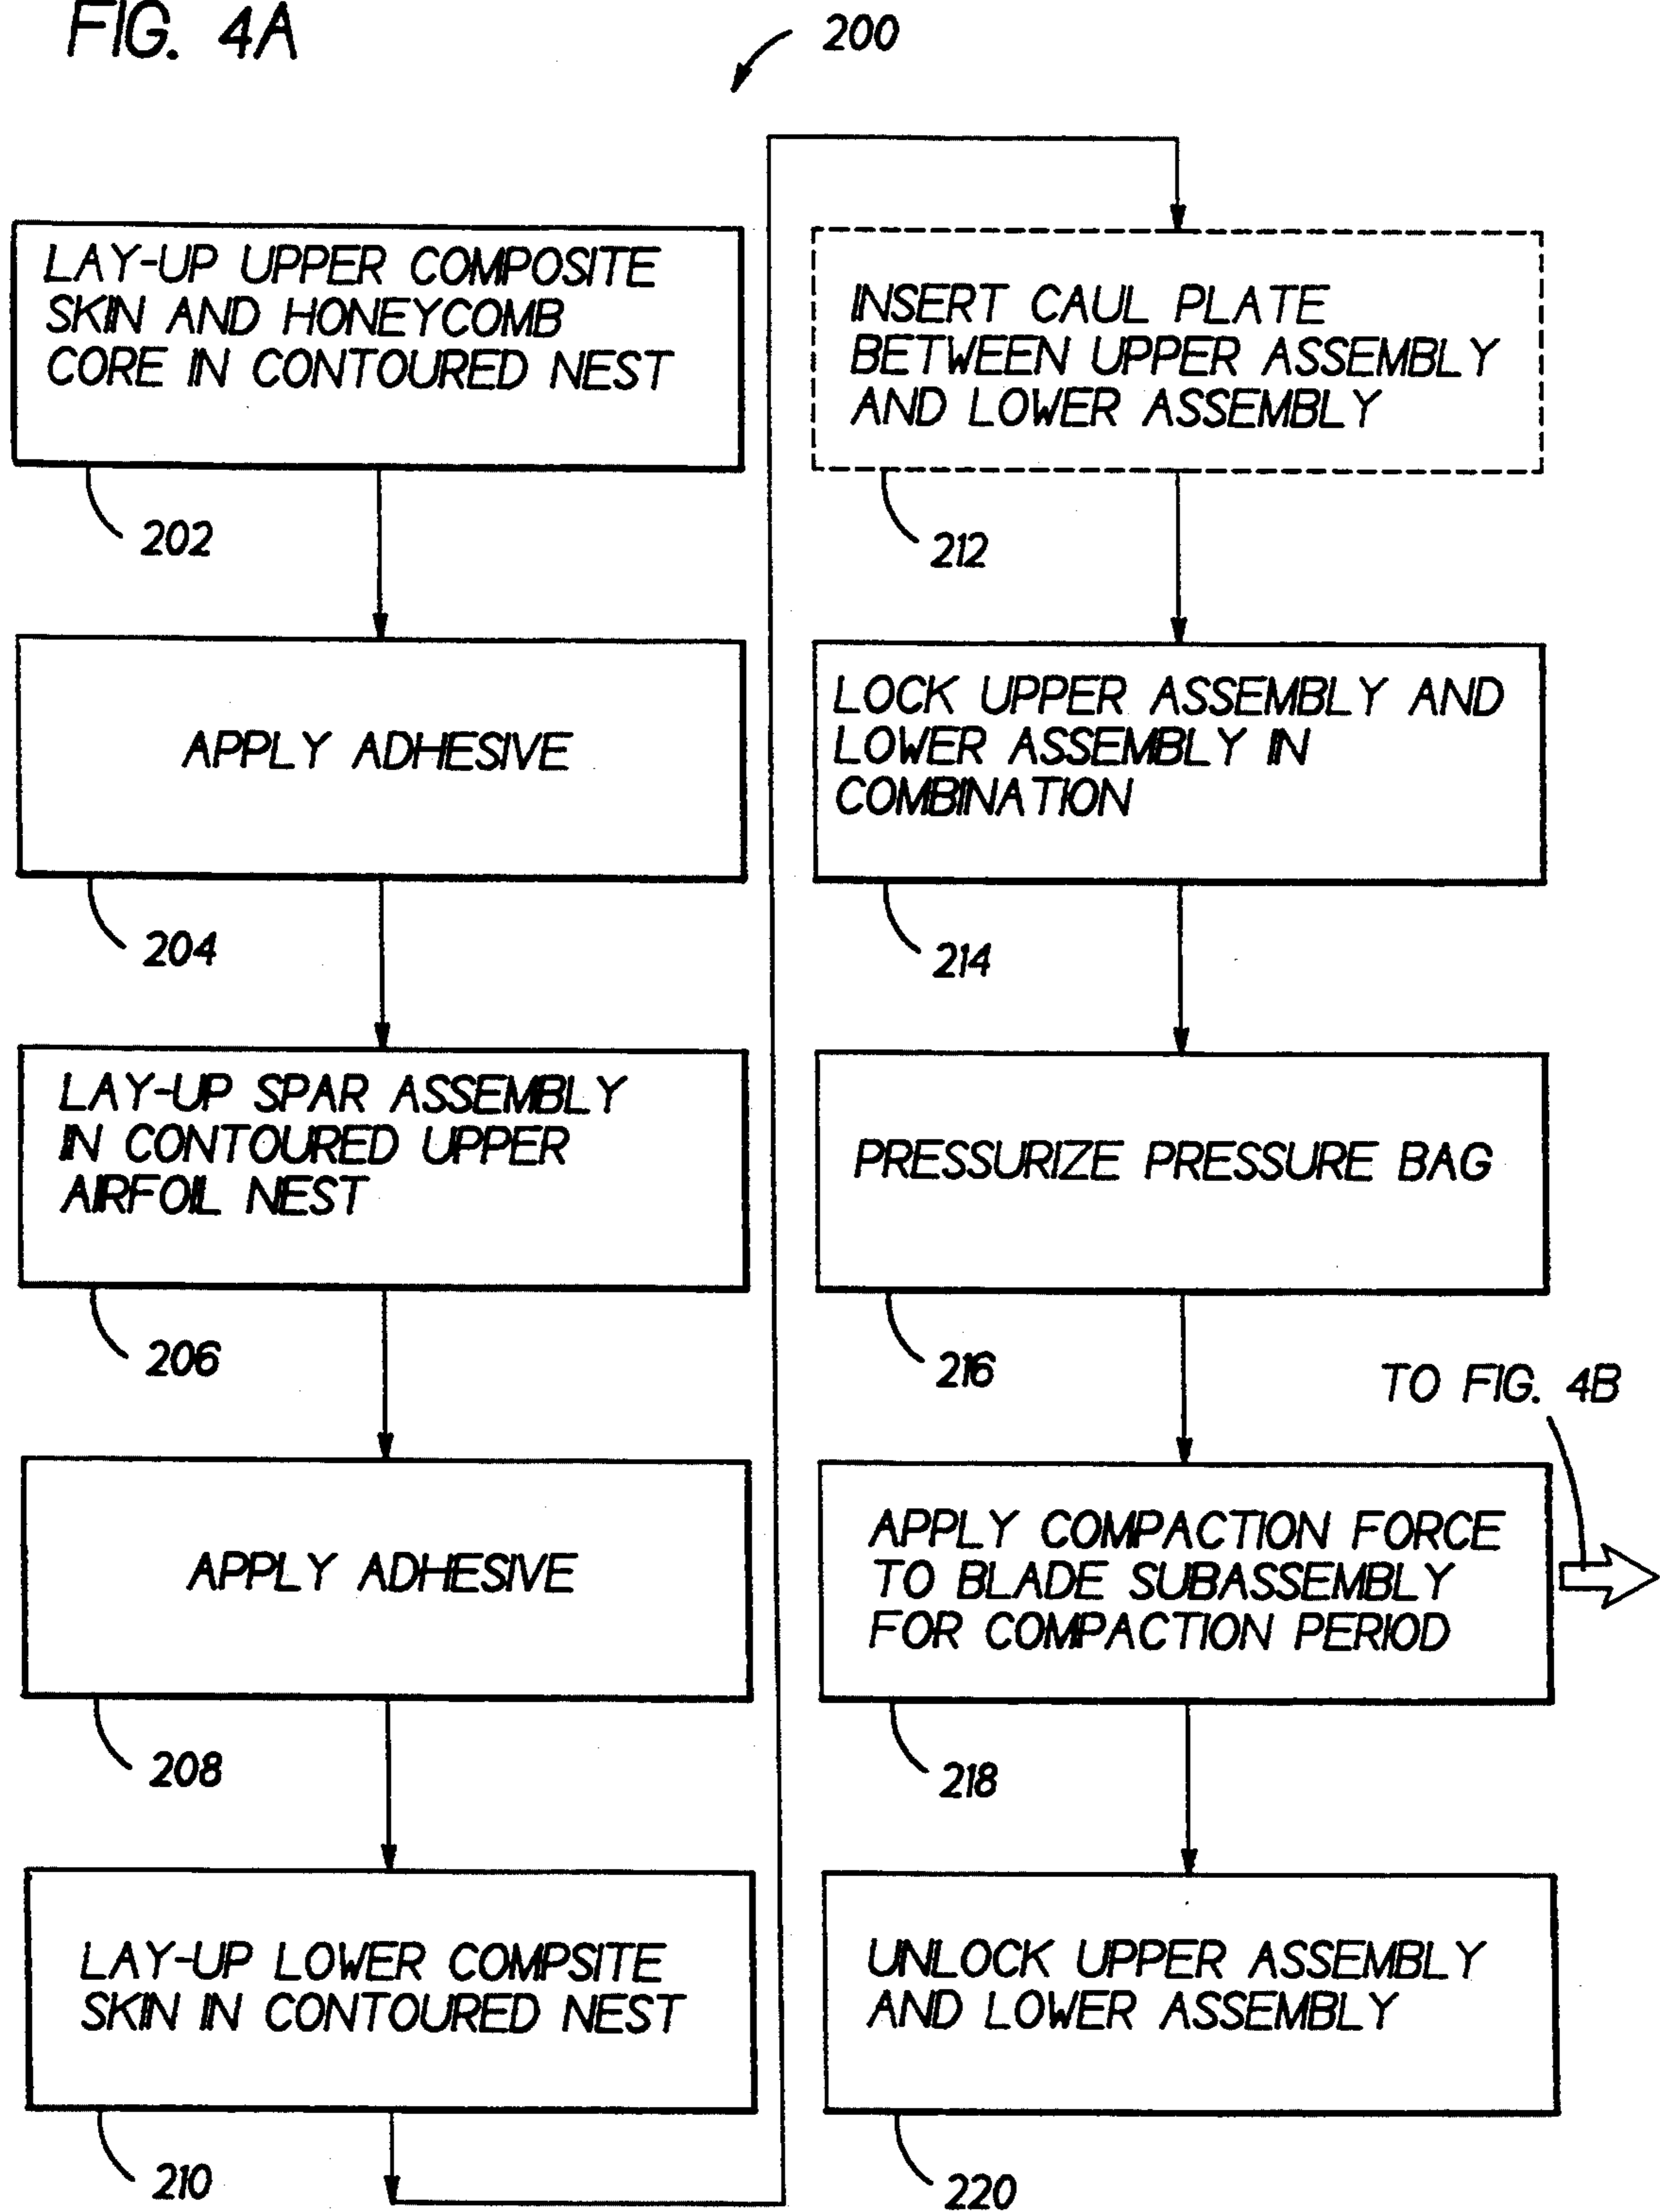 FIG. 4A
200
LAY-UP UPPER COMPOSITE
SKIN AND HONEYCOMB
CORE IN CONTOURED NEST
202
APPLY ADHESIVE
204
LAY-UP SPAR ASSEMBLY
IN CONTOURED UPPER
AIRFOIL NEST
206
APPLY ADHESIVE
208
LAY-UP LOWER COMPSITE
SKIN IN CONTOURED NEST
210
INSERT CAUL PLATE
BETWEEN UPPER ASSEMBLY
AND LOWER ASSEMBLY
212
LOCK UPPER ASSEMBLY AND
LOWER ASSEMBLY IN
COMBINATION
214
PRESSURIZE PRESSURE BAG
216
TO FIG. 4B
APPLY COMPACTION FORCE
TO BLADE SUBASSEMBLY
FOR COMPACTION PERIOD
218
UNLOCK UPPER ASSEMBLY
AND LOWER ASSEMBLY
220